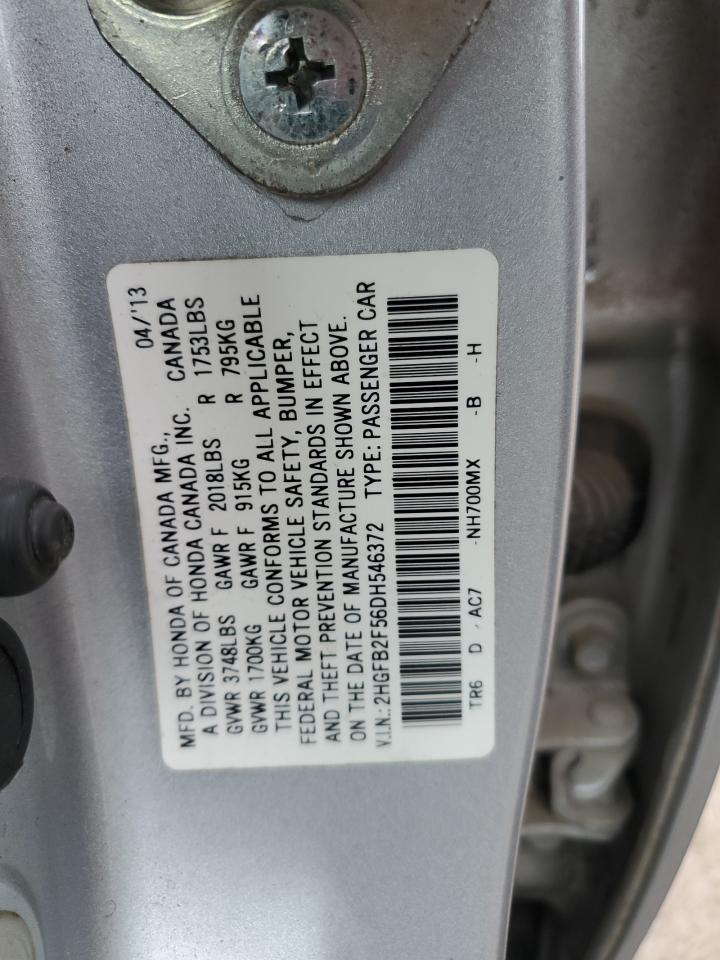 MFD. BY HONDA OF CANADA MFG., 04/'13
A DIVISION OF HONDA CANADA INC. CANADA
GVWR 3748LBS GAWR F 2018LBS R 1753LBS
GVWR 1700KG GAWR F 915KG R 795KG
THIS VEHICLE CONFORMS TO ALL APPLICABLE
FEDERAL MOTOR VEHICLE SAFETY, BUMPER,
AND THEFT PREVENTION STANDARDS IN EFFECT
ON THE DATE OF MANUFACTURE SHOWN ABOVE.
V.I.N.: 2HGFB2F56DH546372 TYPE: PASSENGER CAR
TR6 D - AC7 -NH700MX -B -H